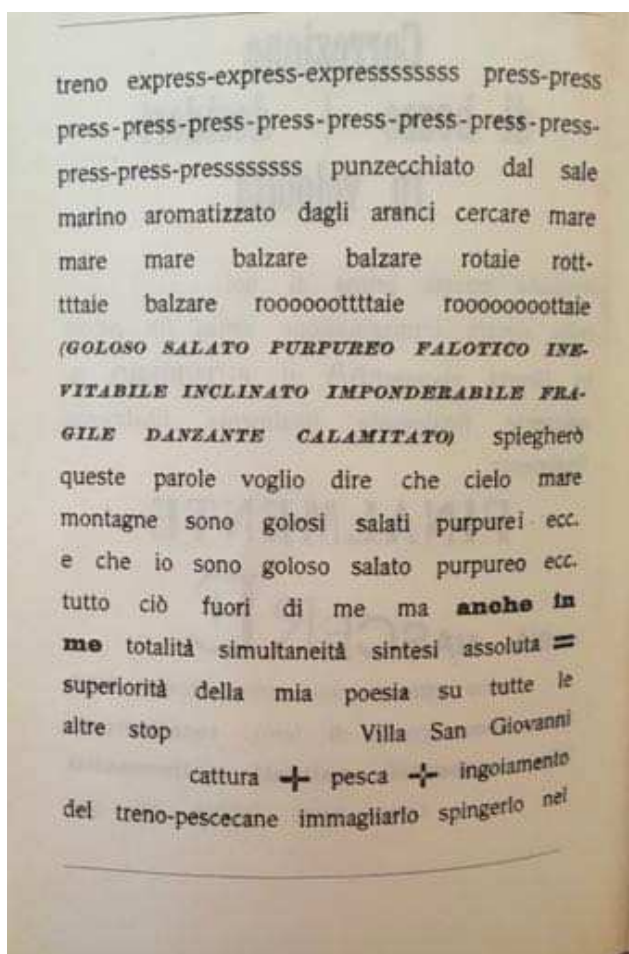 treno express-express-expressssssss press-press
press-press-press-press-press-press-press-press-
press-press-pressssssss punzecchiato dal sale
marino aromatizzato dagli aranci cercare mare
mare mare balzare balzare rotaie rott-
tttaie balzare roooooottttaie roooooooottaie
(GOLOSO SALATO PURPUREO FALOTICO INE-
VITABILE INCLINATO IMPONDERABILE FRA-
GILE DANZANTE CALAMITATO) spiegherò
queste parole voglio dire che cielo mare
montagne sono golosi salati purpurei ecc.
e che io sono goloso salato purpureo ecc.
tutto ciò fuori di me ma anche in
me totalità simultaneità sintesi assoluta =
superiorità della mia poesia su tutte le
altre stop Villa San Giovanni
cattura + pesca + ingoiamento
del treno-pescecane immagliarlo spingerlo nel